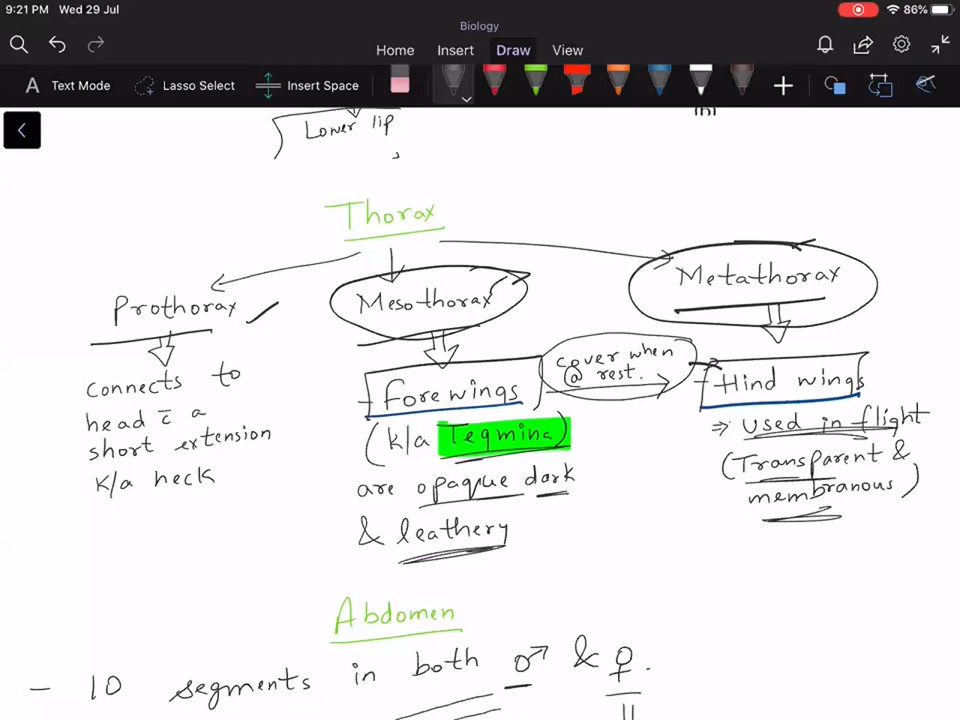 9:21 PM Wed 29 Jul
86%
Biology
Home Insert Draw View
Text Mode Lasso Select Insert Space
Lower lip
(b)
Thorax
Prothorax
Mesothorax
Metathorax
connects to
head c̄ a
short extension
k/a neck
- Forewings
(k/a Tegmina)
are opaque dark
& leathery
cover when
@ rest.
- Hind wings
⇒ used in flight
(Transparent &
membranous)
Abdomen
- 10 segments in both ♂ & ♀.